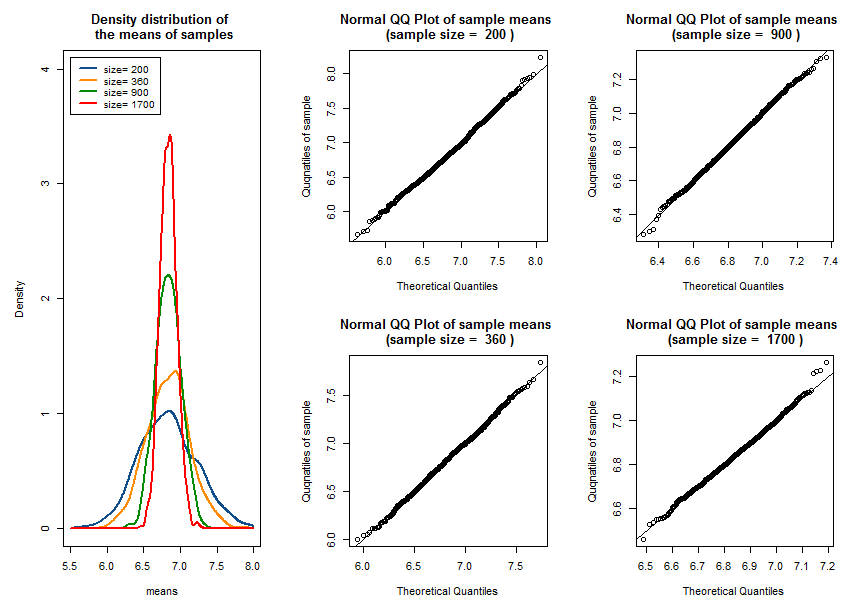 Density distribution of
the means of samples
4
3
2
1
0
Density
size= 200
size= 360
size= 900
size= 1700
5.5 6.0 6.5 7.0 7.5 8.0
means
Normal QQ Plot of sample means
(sample size =  200 )
8.0
7.5
7.0
6.5
6.0
Quqnatiles of sample
6.0 6.5 7.0 7.5 8.0
Theoretical Quantiles
Normal QQ Plot of sample means
(sample size =  900 )
7.2
7.0
6.8
6.6
6.4
Quqnatiles of sample
6.4 6.6 6.8 7.0 7.2 7.4
Theoretical Quantiles
Normal QQ Plot of sample means
(sample size =  360 )
7.5
7.0
6.5
6.0
Quqnatiles of sample
6.0 6.5 7.0 7.5
Theoretical Quantiles
Normal QQ Plot of sample means
(sample size =  1700 )
7.2
7.0
6.8
6.6
Quqnatiles of sample
6.5 6.6 6.7 6.8 6.9 7.0 7.1 7.2
Theoretical Quantiles